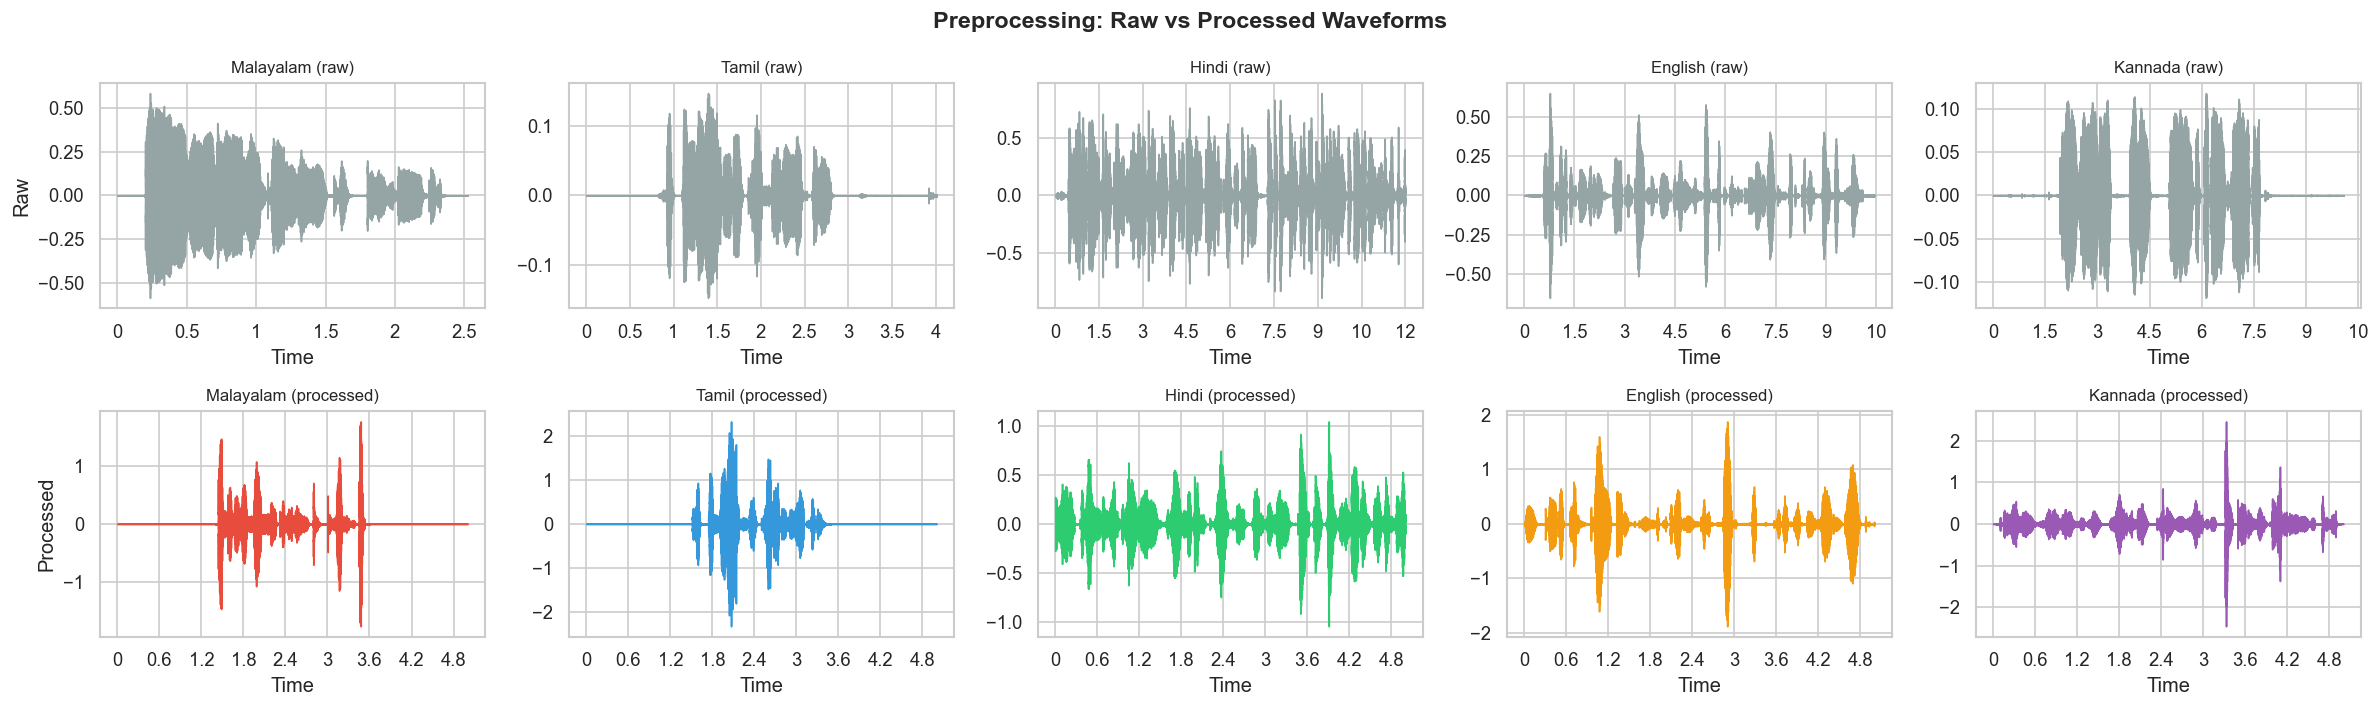 Preprocessing: Raw vs Processed Waveforms
Malayalam (raw)
Tamil (raw)
Hindi (raw)
English (raw)
Kannada (raw)
Raw
0.50
0.25
0.00
−0.25
−0.50
0 0.5 1 1.5 2 2.5
Time
0.1
0.0
−0.1
0 0.5 1 1.5 2 2.5 3 3.5 4
Time
0.5
0.0
−0.5
0 1.5 3 4.5 6 7.5 9 10 12
Time
0.50
0.25
0.00
−0.25
−0.50
0 1.5 3 4.5 6 7.5 9 10
Time
0.10
0.05
0.00
−0.05
−0.10
0 1.5 3 4.5 6 7.5 9 10
Time
Malayalam (processed)
Tamil (processed)
Hindi (processed)
English (processed)
Kannada (processed)
Processed
1
0
−1
0 0.6 1.2 1.8 2.4 3 3.6 4.2 4.8
Time
2
1
0
−1
−2
0 0.6 1.2 1.8 2.4 3 3.6 4.2 4.8
Time
1.0
0.5
0.0
−0.5
−1.0
0 0.6 1.2 1.8 2.4 3 3.6 4.2 4.8
Time
2
1
0
−1
−2
0 0.6 1.2 1.8 2.4 3 3.6 4.2 4.8
Time
2
1
0
−1
−2
0 0.6 1.2 1.8 2.4 3 3.6 4.2 4.8
Time